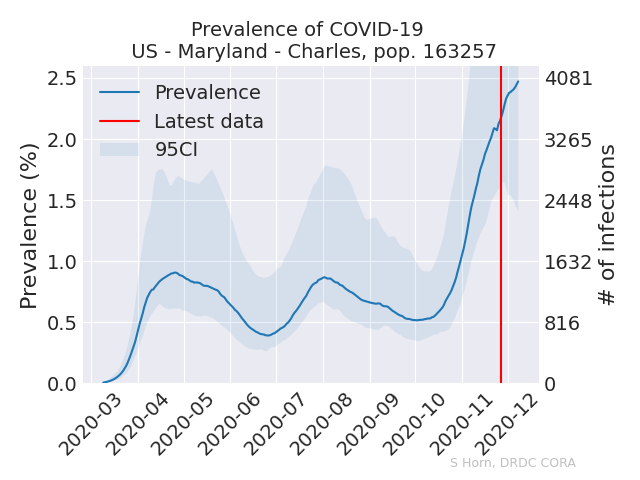 Prevalence of COVID-19
US - Maryland - Charles, pop. 163257
Prevalence (%)
2.5
2.0
1.5
1.0
0.5
0.0
Prevalence
Latest data
95CI
4081
3265
2448
1632
816
0
# of infections
2020-03
2020-04
2020-05
2020-06
2020-07
2020-08
2020-09
2020-10
2020-11
2020-12
S Horn, DRDC CORA